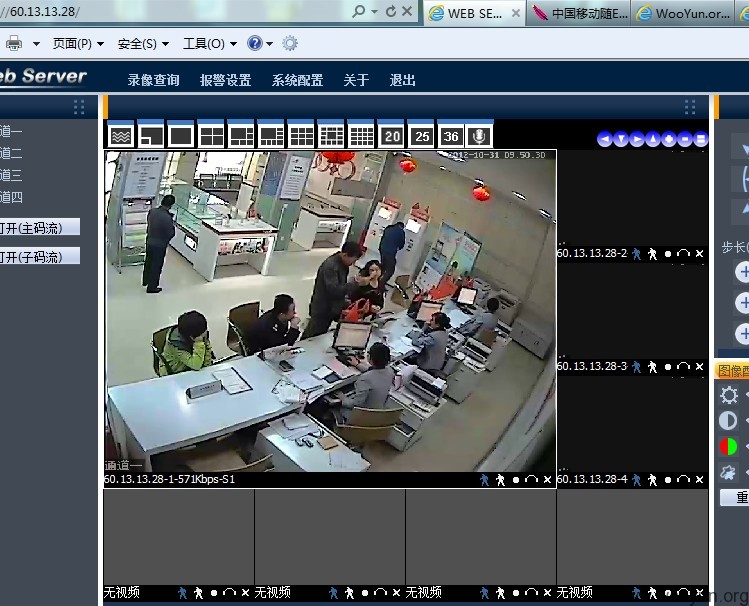 //60.13.13.28/
WEB SE...
中国移动随E...
WooYun.or...
页面(P)
安全(S)
工具(O)
eb Server
录像查询
报警设置
系统配置
关于
退出
道一
道二
道三
道四
打开(主码流)
打开(子码流)
20
25
36
2012-10-31 09.50.30
通道一
60.13.13.28-1-571Kbps-S1
60.13.13.28-2
60.13.13.28-3
60.13.13.28-4
步长(
图像配
重
无视频
无视频
无视频
无视频
yun.org